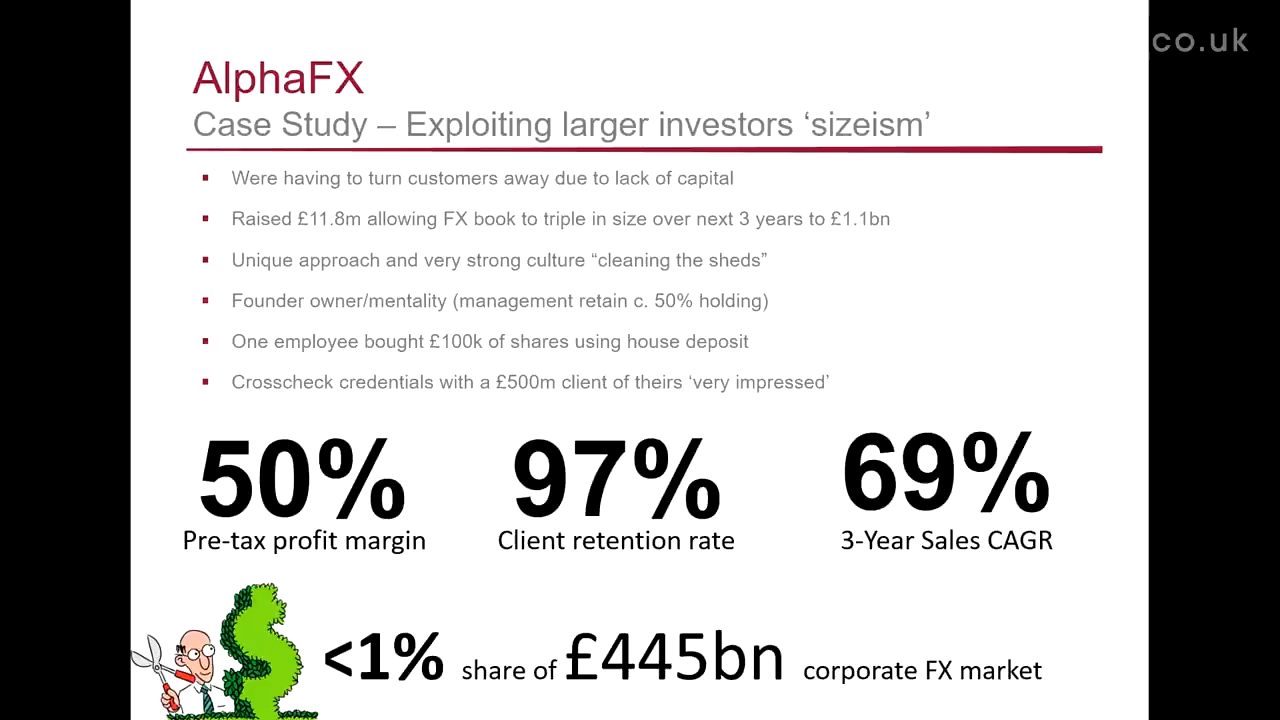 co.uk
AlphaFX
Case Study – Exploiting larger investors ‘sizeism’
Were having to turn customers away due to lack of capital
Raised £11.8m allowing FX book to triple in size over next 3 years to £1.1bn
Unique approach and very strong culture “cleaning the sheds”
Founder owner/mentality (management retain c. 50% holding)
One employee bought £100k of shares using house deposit
Crosscheck credentials with a £500m client of theirs ‘very impressed’
50% 97% 69%
Pre-tax profit margin Client retention rate 3-Year Sales CAGR
<1% share of £445bn corporate FX market